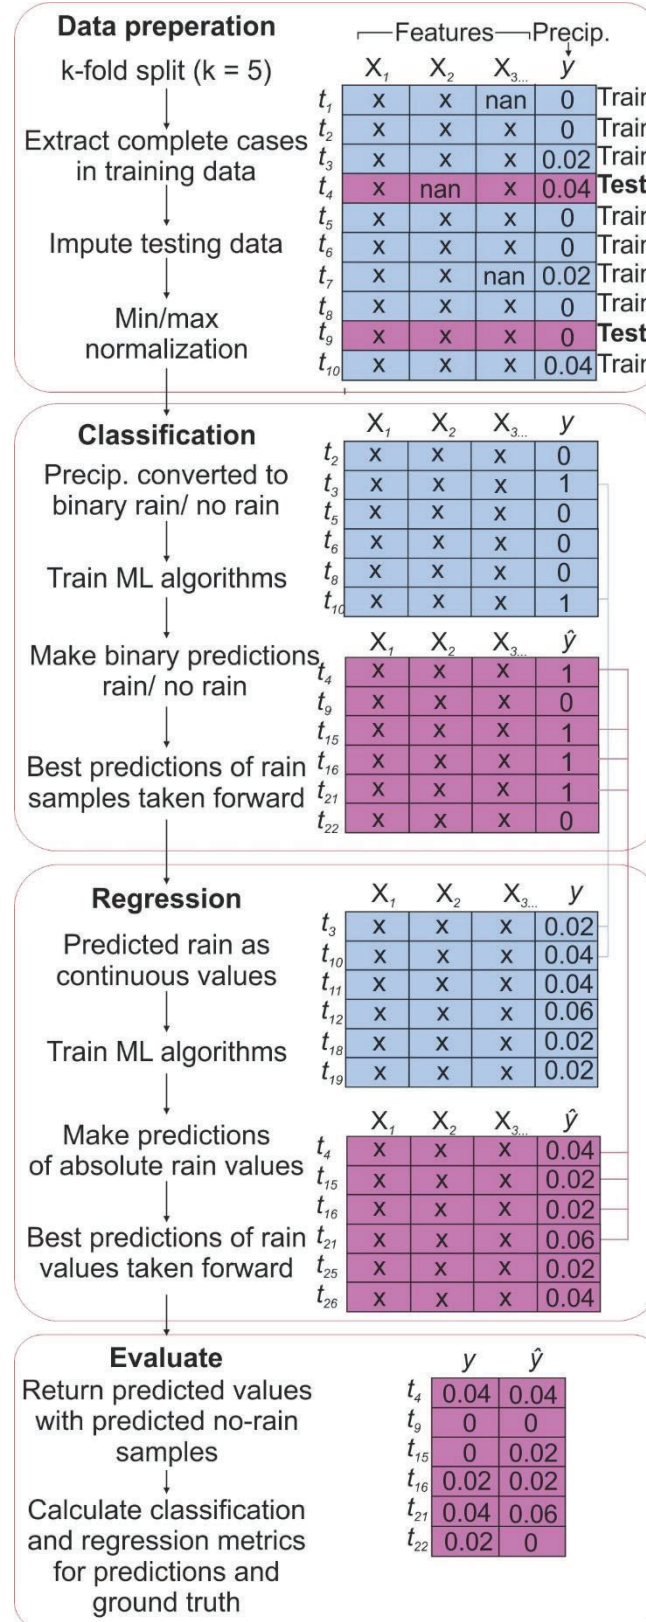 Data preperation
k-fold split (k = 5)
Extract complete cases
in training data
Impute testing data
Min/max
normalization
Features Precip.
X1 X2 X3... y
t1 x x nan 0 Train
t2 x x x 0 Train
t3 x x x 0.02 Train
t4 x nan x 0.04 Test
t5 x x x 0 Train
t6 x x x 0 Train
t7 x x nan 0.02 Train
t8 x x x 0 Train
t9 x x x 0 Test
t10 x x x 0.04 Train
Classification
Precip. converted to
binary rain/ no rain
Train ML algorithms
Make binary predictions
rain/ no rain
Best predictions of rain
samples taken forward
X1 X2 X3... y
t2 x x x 0
t3 x x x 1
t5 x x x 0
t6 x x x 0
t8 x x x 0
t10 x x x 1
X1 X2 X3... ŷ
t4 x x x 1
t9 x x x 0
t15 x x x 1
t16 x x x 1
t21 x x x 1
t22 x x x 0
Regression
Predicted rain as
continuous values
Train ML algorithms
Make predictions
of absolute rain values
Best predictions of rain
values taken forward
X1 X2 X3... y
t3 x x x 0.02
t10 x x x 0.04
t11 x x x 0.04
t12 x x x 0.06
t18 x x x 0.02
t19 x x x 0.02
X1 X2 X3... ŷ
t4 x x x 0.04
t15 x x x 0.02
t16 x x x 0.02
t21 x x x 0.06
t25 x x x 0.02
t26 x x x 0.04
Evaluate
Return predicted values
with predicted no-rain
samples
Calculate classification
and regression metrics
for predictions and
ground truth
y ŷ
t4 0.04 0.04
t9 0 0
t15 0 0.02
t16 0.02 0.02
t21 0.04 0.06
t22 0.02 0